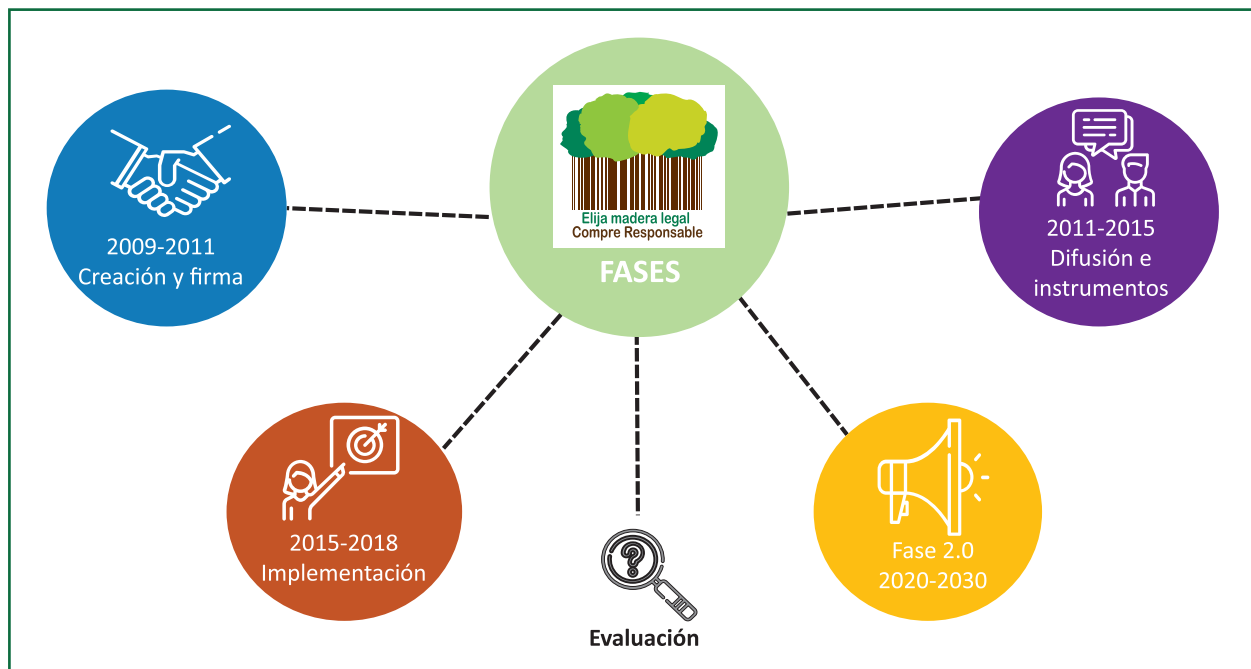 Elija madera legal
Compre Responsable
FASES
2009-2011
Creación y firma
2011-2015
Difusión e
instrumentos
2015-2018
Implementación
?
Evaluación
Fase 2.0
2020-2030